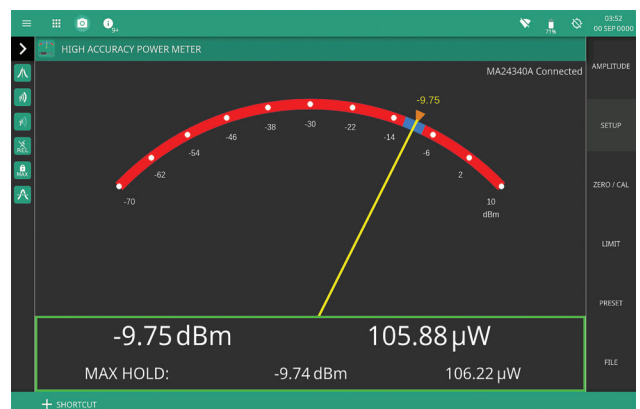 9+
71%
03:52
00 SEP 0000
HIGH ACCURACY POWER METER
MA24340A Connected
AMPLITUDE
SETUP
ZERO / CAL
LIMIT
PRESET
FILE
RCL
MAX
-9.75
-70
-62
-54
-46
-38
-30
-22
-14
-6
2
10
dBm
-9.75 dBm
105.88 μW
MAX HOLD:
-9.74 dBm
106.22 μW
+ SHORTCUT